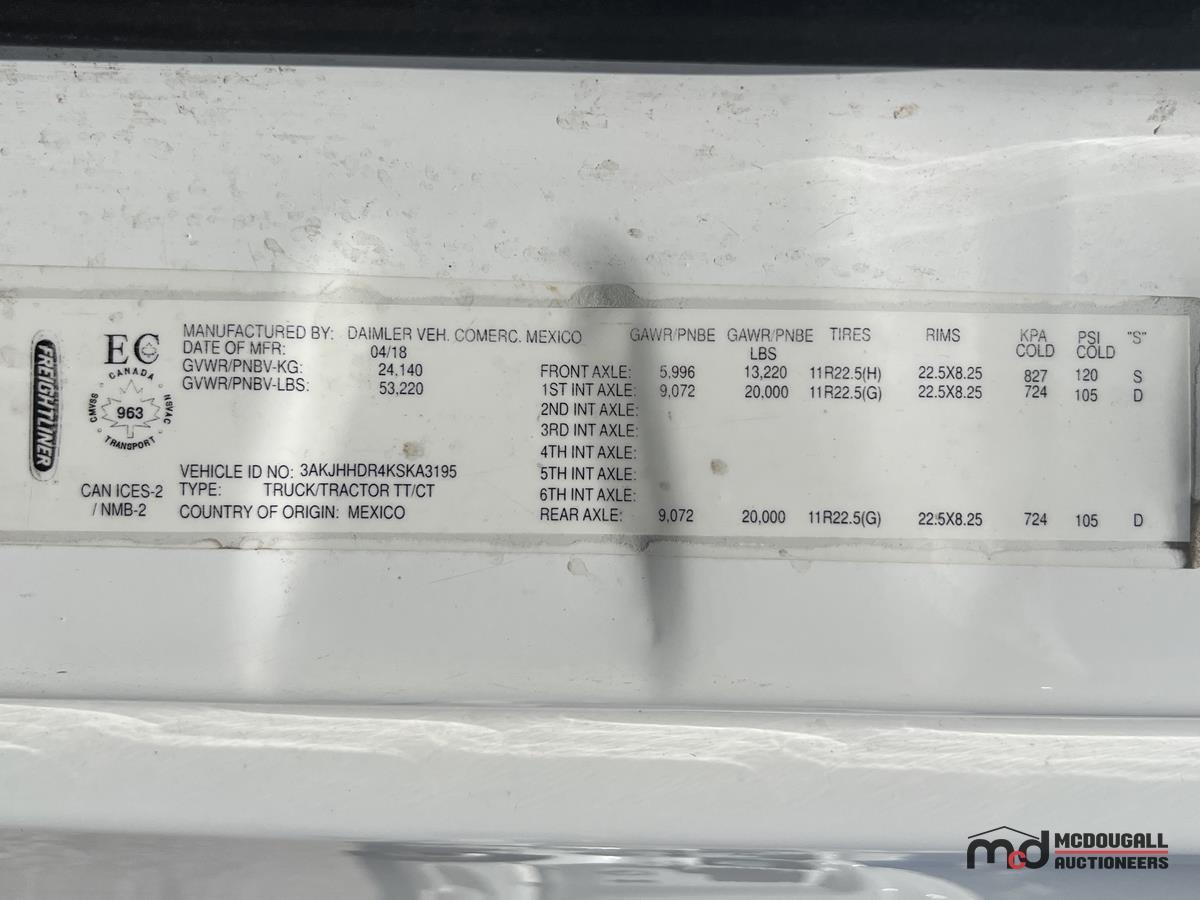 FREIGHTLINER
EC
CANADA
CMVSS 963 NSVAC
TRANSPORT
CAN ICES-2
/ NMB-2
MANUFACTURED BY: DAIMLER VEH. COMERC. MEXICO
DATE OF MFR: 04/18
GVWR/PNBV-KG: 24,140
GVWR/PNBV-LBS: 53,220
VEHICLE ID NO: 3AKJHHDR4KSKA3195
TYPE: TRUCK/TRACTOR TT/CT
COUNTRY OF ORIGIN: MEXICO
GAWR/PNBE GAWR/PNBE TIRES RIMS KPA PSI "S"
LBS COLD COLD
FRONT AXLE: 5,996 13,220 11R22.5(H) 22.5X8.25 827 120 S
1ST INT AXLE: 9,072 20,000 11R22.5(G) 22.5X8.25 724 105 D
2ND INT AXLE:
3RD INT AXLE:
4TH INT AXLE:
5TH INT AXLE:
6TH INT AXLE:
REAR AXLE: 9,072 20,000 11R22.5(G) 22.5X8.25 724 105 D
mcd MCDOUGALL
AUCTIONEERS